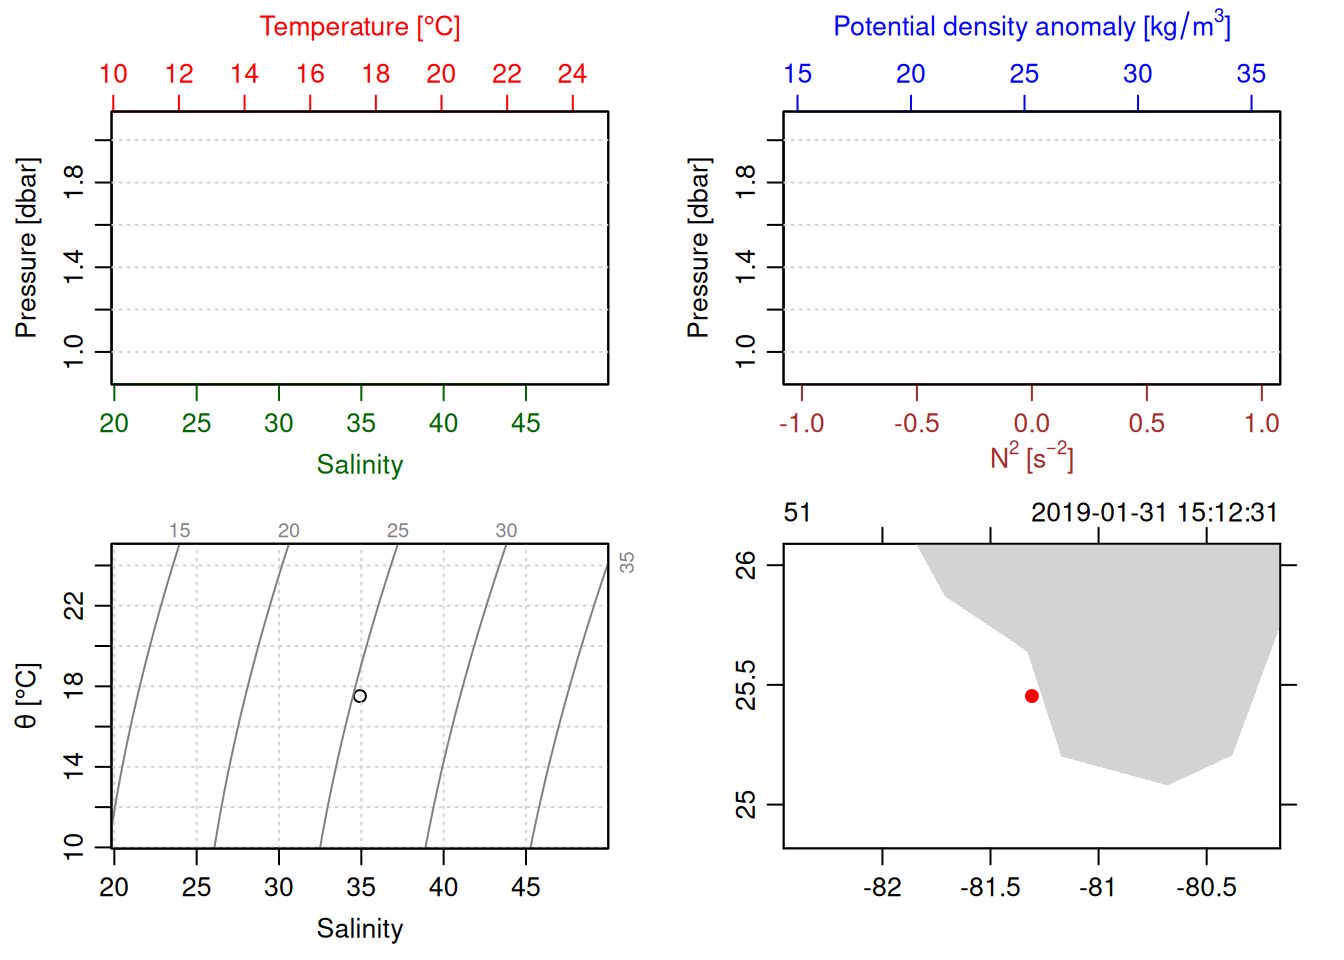 Temperature [°C]
10 12 14 16 18 20 22 24
Pressure [dbar]
1.8
1.4
1.0
20 25 30 35 40 45
Salinity
Potential density anomaly [kg/m³]
15 20 25 30 35
Pressure [dbar]
1.8
1.4
1.0
-1.0 -0.5 0.0 0.5 1.0
N² [s⁻²]
15 20 25 30
35
θ [°C]
22
18
14
10
20 25 30 35 40 45
Salinity
51 2019-01-31 15:12:31
26
25.5
25
-82 -81.5 -81 -80.5